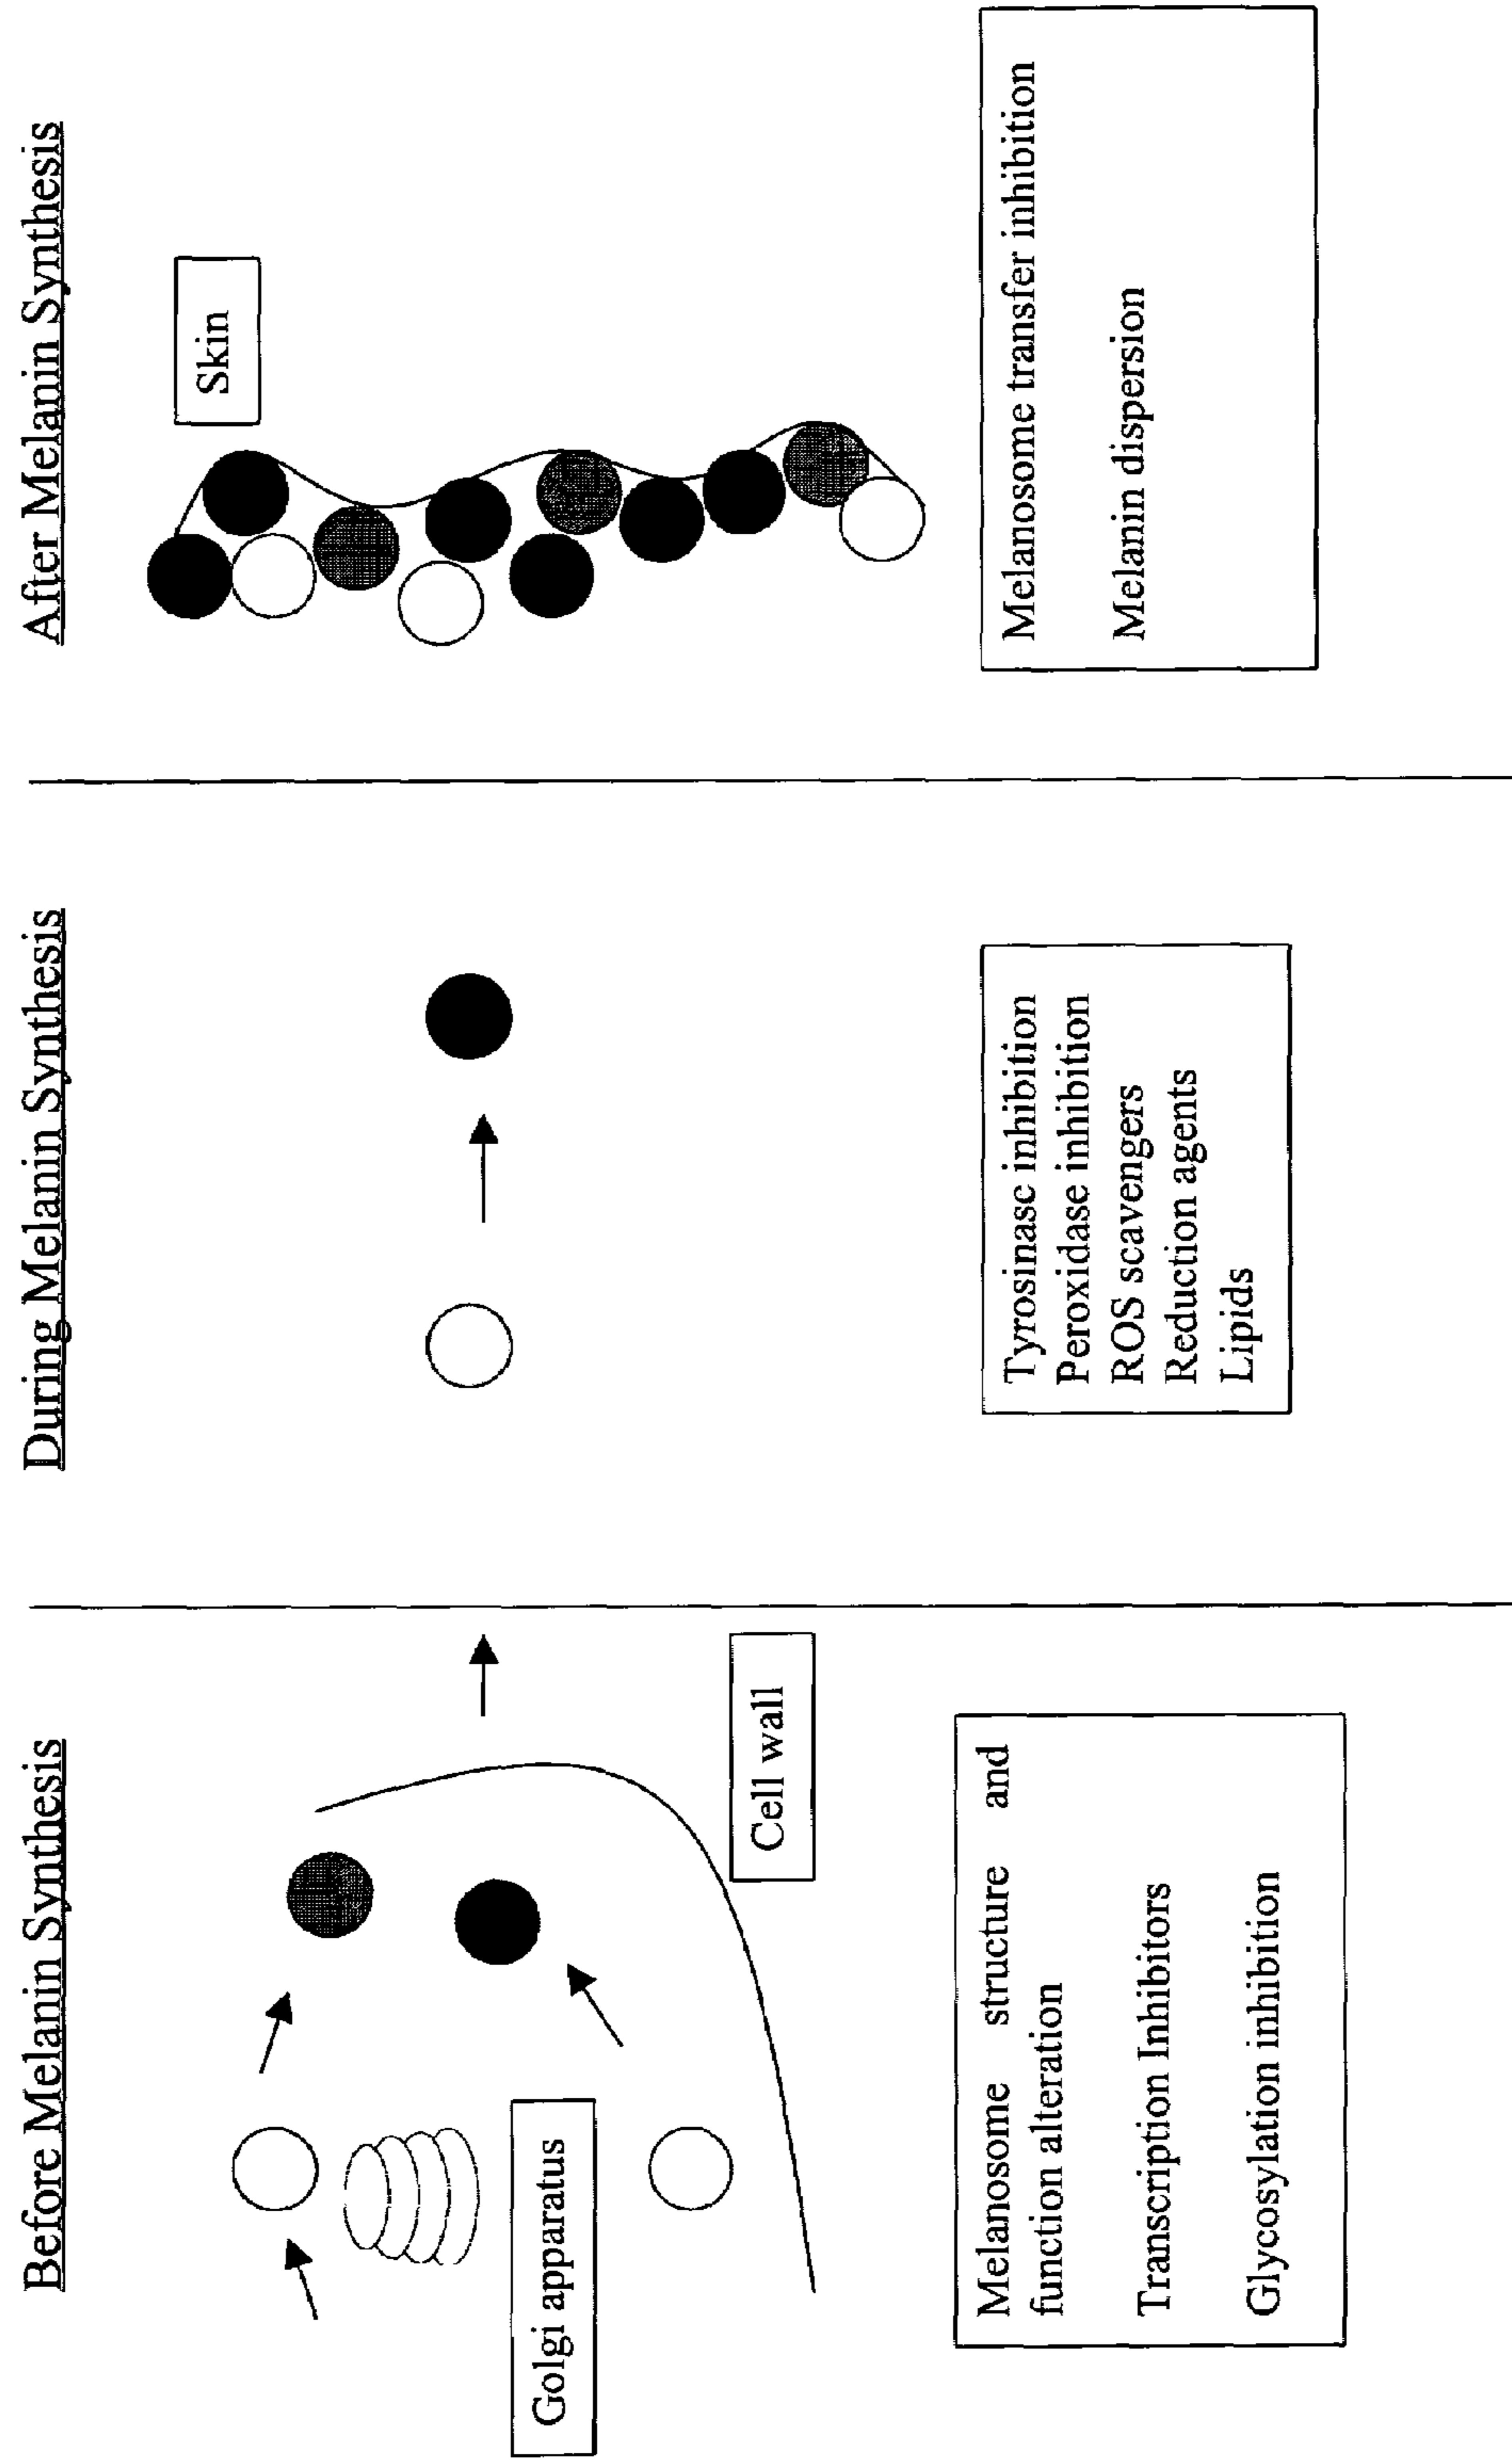 Before Melanin Synthesis
Golgi apparatus
Cell wall
Melanosome structure and
function alteration
Transcription Inhibitors
Glycosylation inhibition
During Melanin Synthesis
Tyrosinase inhibition
Peroxidase inhibition
ROS scavengers
Reduction agents
Lipids
After Melanin Synthesis
Skin
Melanosome transfer inhibition
Melanin dispersion